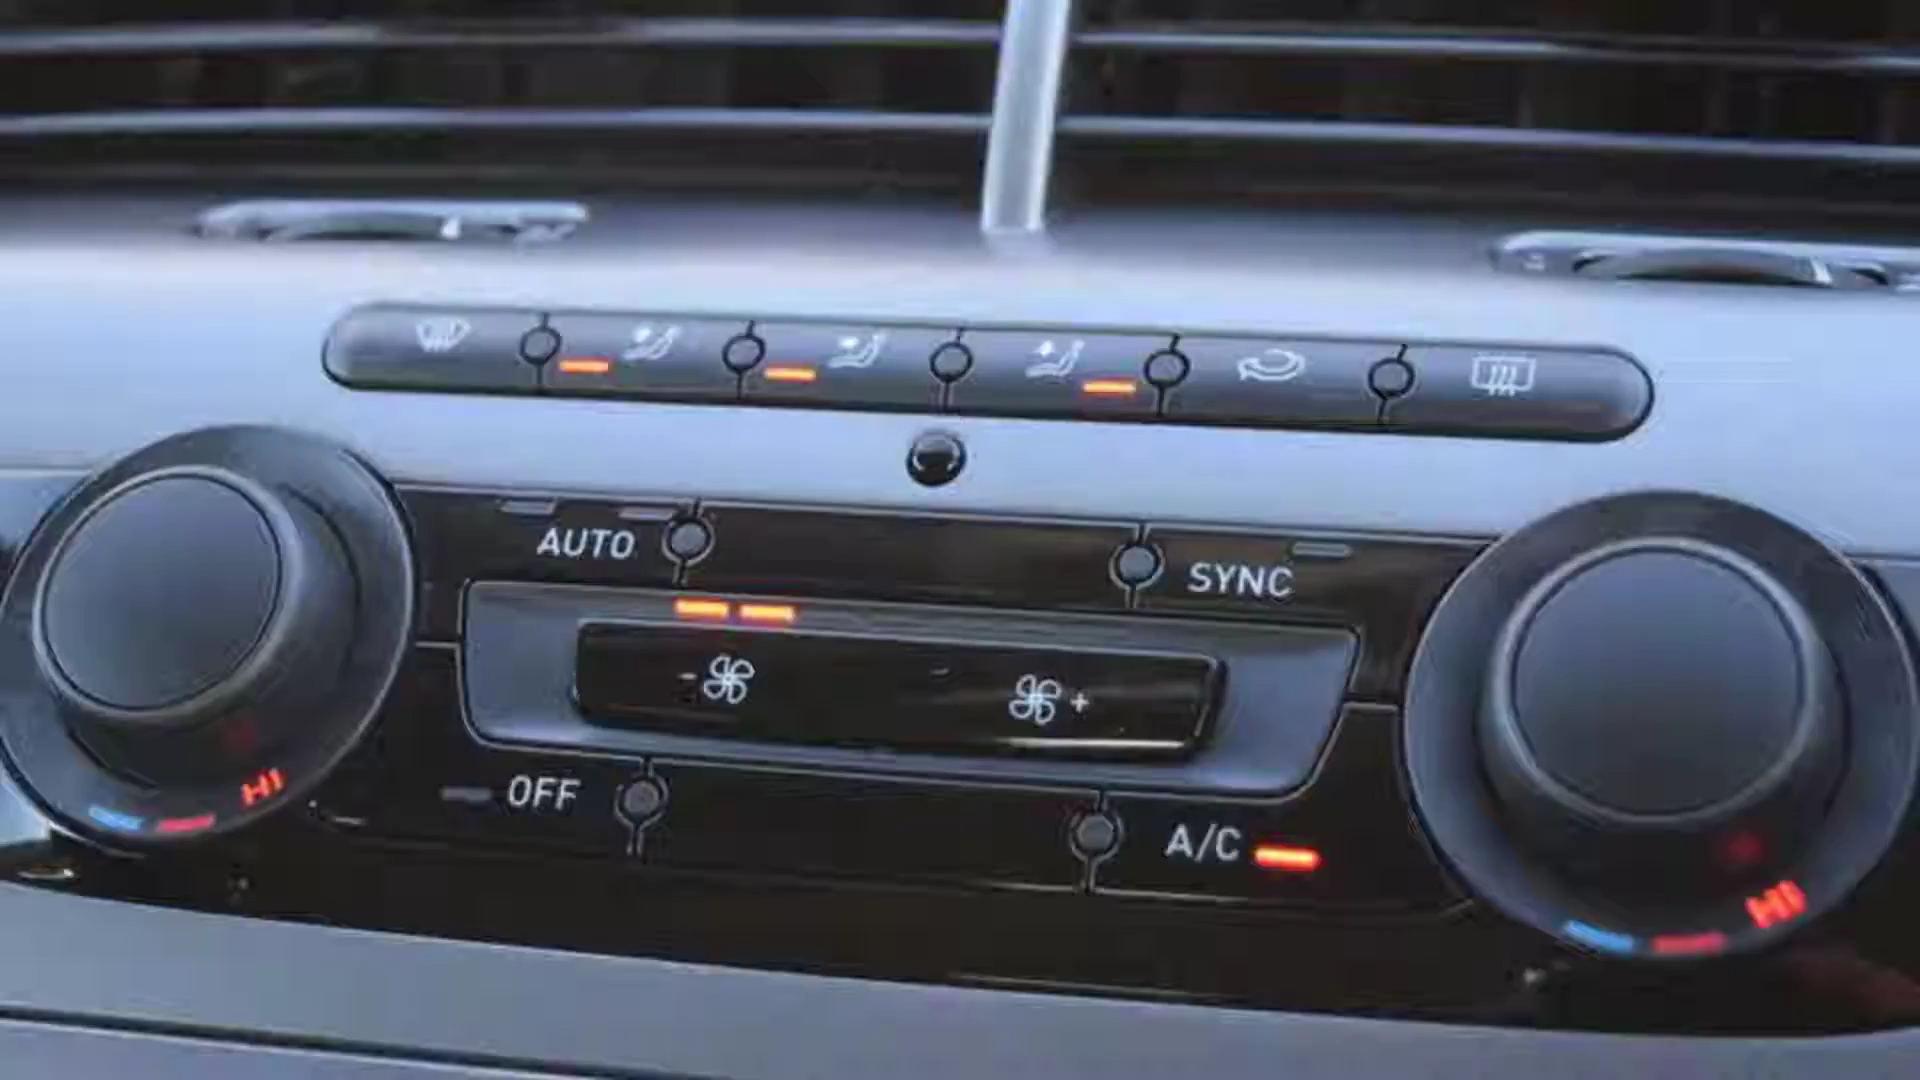 AUTO
SYNC
-
+
OFF
HI
A/C
HI